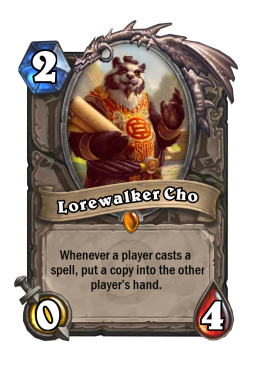 2
Lorewalker Cho
Whenever a player casts a
spell, put a copy into the other
player's hand.
0
4